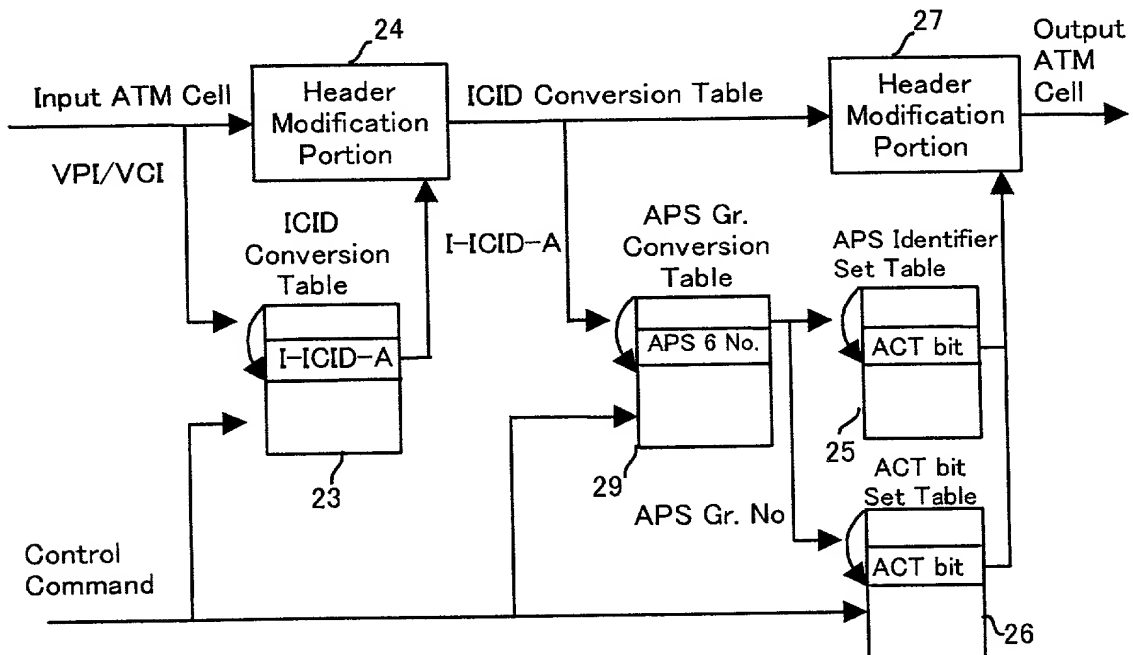 24
27
Output
ATM
Cell
Input ATM Cell
Header
Modification
Portion
ICID Conversion Table
Header
Modification
Portion
VPI/VCI
ICID
Conversion
Table
I-ICID-A
APS Gr.
Conversion
Table
APS Identifier
Set Table
I-ICID-A
APS 6 No.
ACT bit
23
29
25
APS Gr. No
ACT bit
Set Table
ACT bit
Control
Command
26